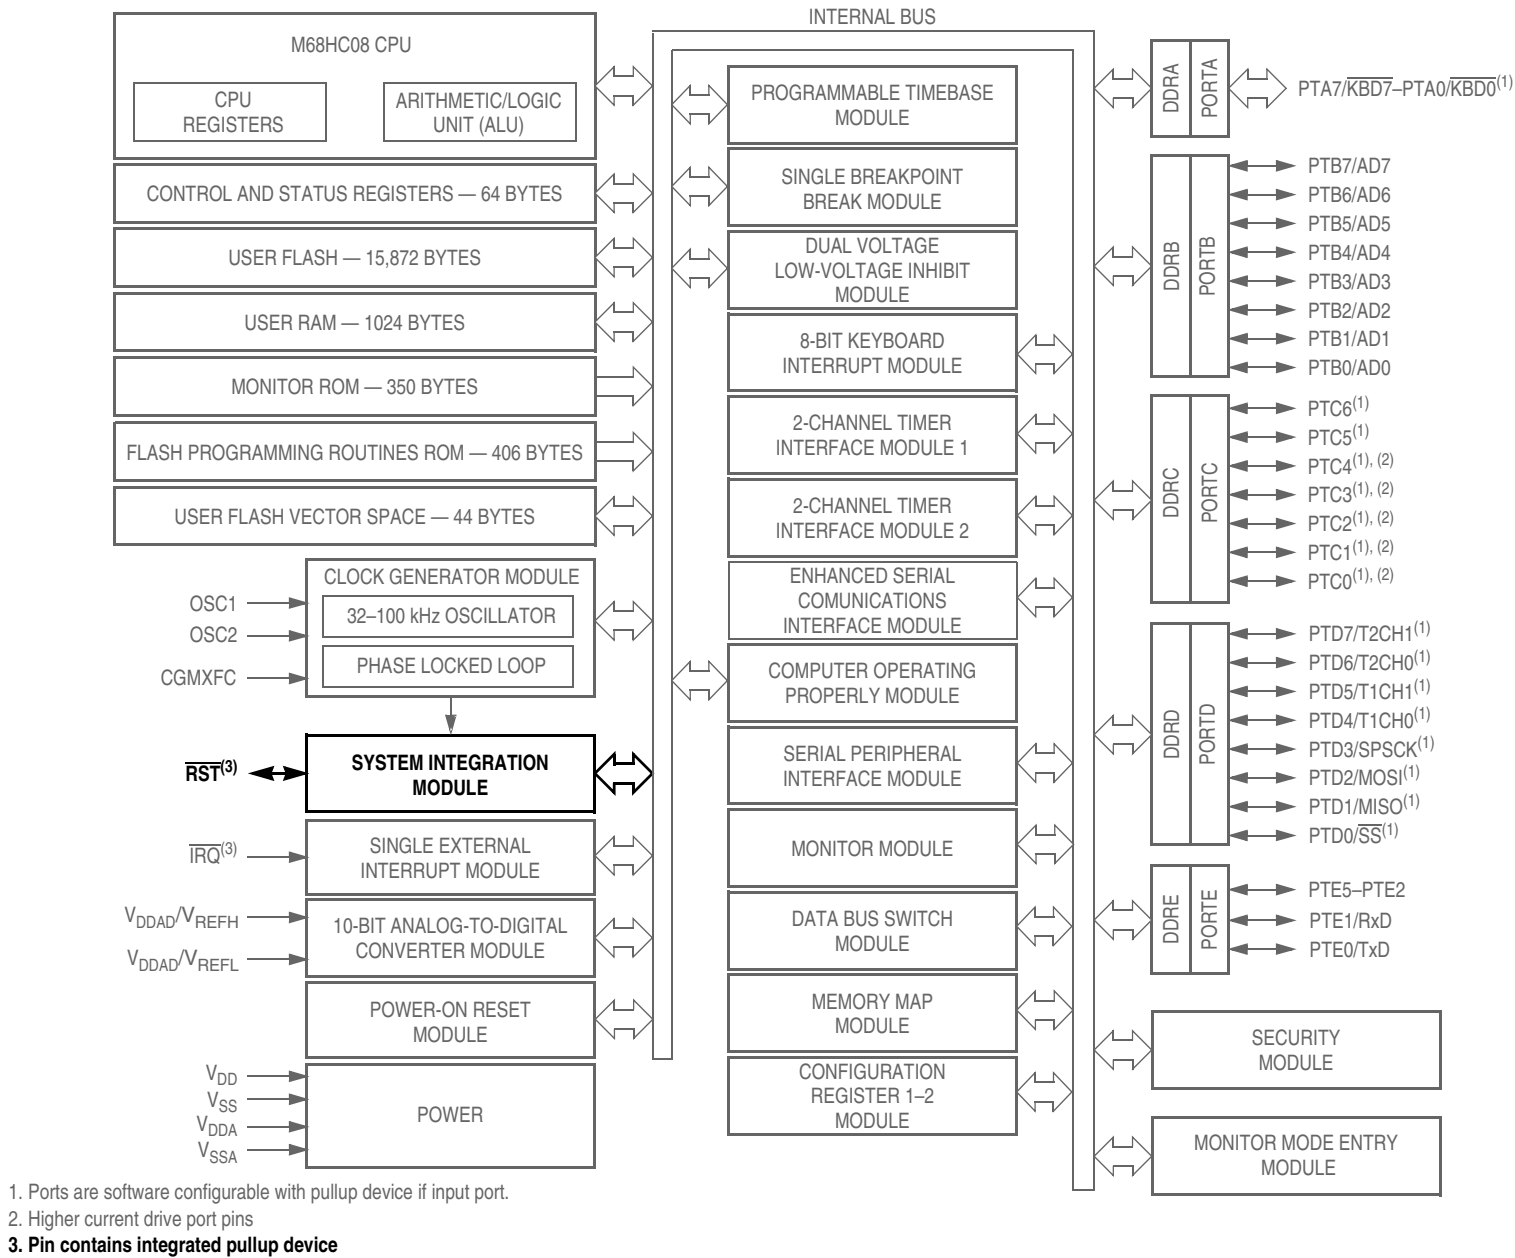 INTERNAL BUS
M68HC08 CPU
CPU
REGISTERS
ARITHMETIC/LOGIC
UNIT (ALU)
CONTROL AND STATUS REGISTERS — 64 BYTES
USER FLASH — 15,872 BYTES
USER RAM — 1024 BYTES
MONITOR ROM — 350 BYTES
FLASH PROGRAMMING ROUTINES ROM — 406 BYTES
USER FLASH VECTOR SPACE — 44 BYTES
CLOCK GENERATOR MODULE
32–100 kHz OSCILLATOR
PHASE LOCKED LOOP
OSC1
OSC2
CGMXFC
SYSTEM INTEGRATION
MODULE
R̅S̅T̅(3)
SINGLE EXTERNAL
INTERRUPT MODULE
I̅R̅Q̅(3)
10-BIT ANALOG-TO-DIGITAL
CONVERTER MODULE
VDDAD/VREFH
VDDAD/VREFL
POWER-ON RESET
MODULE
POWER
VDD
VSS
VDDA
VSSA
PROGRAMMABLE TIMEBASE
MODULE
SINGLE BREAKPOINT
BREAK MODULE
DUAL VOLTAGE
LOW-VOLTAGE INHIBIT
MODULE
8-BIT KEYBOARD
INTERRUPT MODULE
2-CHANNEL TIMER
INTERFACE MODULE 1
2-CHANNEL TIMER
INTERFACE MODULE 2
ENHANCED SERIAL
COMUNICATIONS
INTERFACE MODULE
COMPUTER OPERATING
PROPERLY MODULE
SERIAL PERIPHERAL
INTERFACE MODULE
MONITOR MODULE
DATA BUS SWITCH
MODULE
MEMORY MAP
MODULE
CONFIGURATION
REGISTER 1–2
MODULE
DDRA
PORTA
PTA7/K̅B̅D̅7̅–PTA0/K̅B̅D̅0̅(1)
DDRB
PORTB
PTB7/AD7
PTB6/AD6
PTB5/AD5
PTB4/AD4
PTB3/AD3
PTB2/AD2
PTB1/AD1
PTB0/AD0
DDRC
PORTC
PTC6(1)
PTC5(1)
PTC4(1), (2)
PTC3(1), (2)
PTC2(1), (2)
PTC1(1), (2)
PTC0(1), (2)
DDRD
PORTD
PTD7/T2CH1(1)
PTD6/T2CH0(1)
PTD5/T1CH1(1)
PTD4/T1CH0(1)
PTD3/SPSCK(1)
PTD2/MOSI(1)
PTD1/MISO(1)
PTD0/S̅S̅(1)
DDRE
PORTE
PTE5–PTE2
PTE1/RxD
PTE0/TxD
SECURITY
MODULE
MONITOR MODE ENTRY
MODULE
1. Ports are software configurable with pullup device if input port.
2. Higher current drive port pins
3. Pin contains integrated pullup device